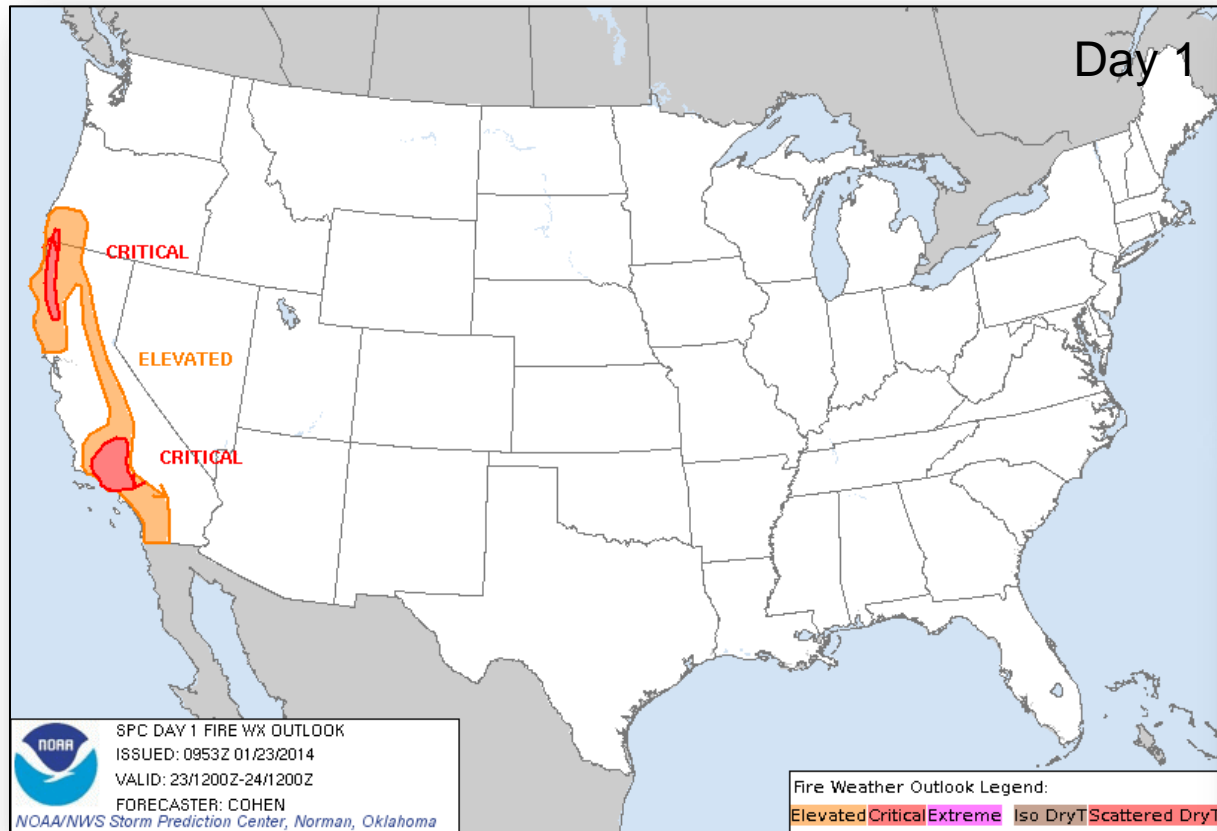 Day 1
CRITICAL
ELEVATED
CRITICAL
NOAA
SPC DAY 1 FIRE WX OUTLOOK
ISSUED: 0953Z 01/23/2014
VALID: 23/1200Z-24/1200Z
FORECASTER: COHEN
NOAA/NWS Storm Prediction Center, Norman, Oklahoma
Fire Weather Outlook Legend:
Elevated Critical Extreme Iso DryT Scattered DryT